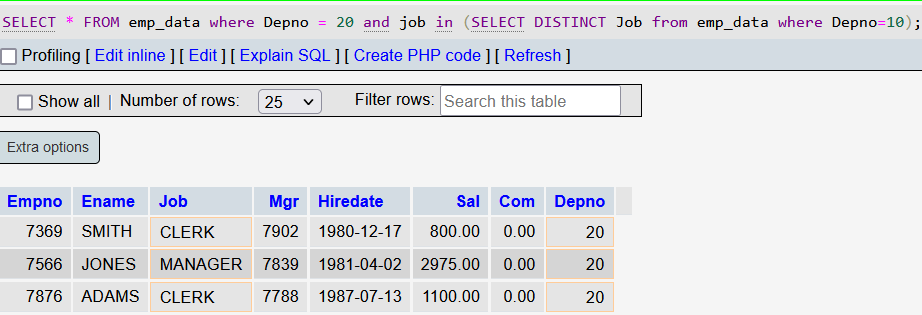 SELECT * FROM emp_data where Depno = 20 and job in (SELECT DISTINCT Job from emp_data where Depno=10);
Profiling [ Edit inline ] [ Edit ] [ Explain SQL ] [ Create PHP code ] [ Refresh ]
Show all | Number of rows: 25 Filter rows: Search this table
Extra options
Empno Ename Job Mgr Hiredate Sal Com Depno
7369 SMITH CLERK 7902 1980-12-17 800.00 0.00 20
7566 JONES MANAGER 7839 1981-04-02 2975.00 0.00 20
7876 ADAMS CLERK 7788 1987-07-13 1100.00 0.00 20